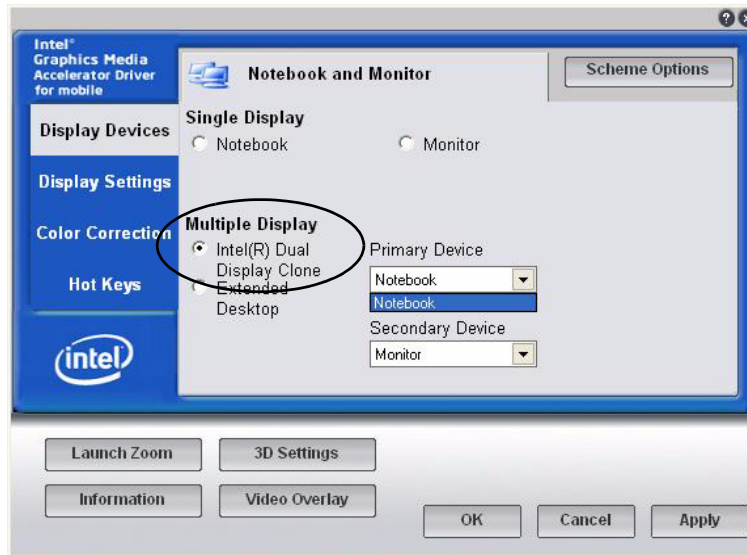 Intel®
Graphics Media
Accelerator Driver
for mobile
Notebook and Monitor
Scheme Options
Display Devices
Display Settings
Color Correction
Hot Keys
intel
Single Display
Notebook
Monitor
Multiple Display
Intel(R) Dual
Display Clone
Extended
Desktop
Primary Device
Notebook
Notebook
Secondary Device
Monitor
Launch Zoom
3D Settings
Information
Video Overlay
OK
Cancel
Apply